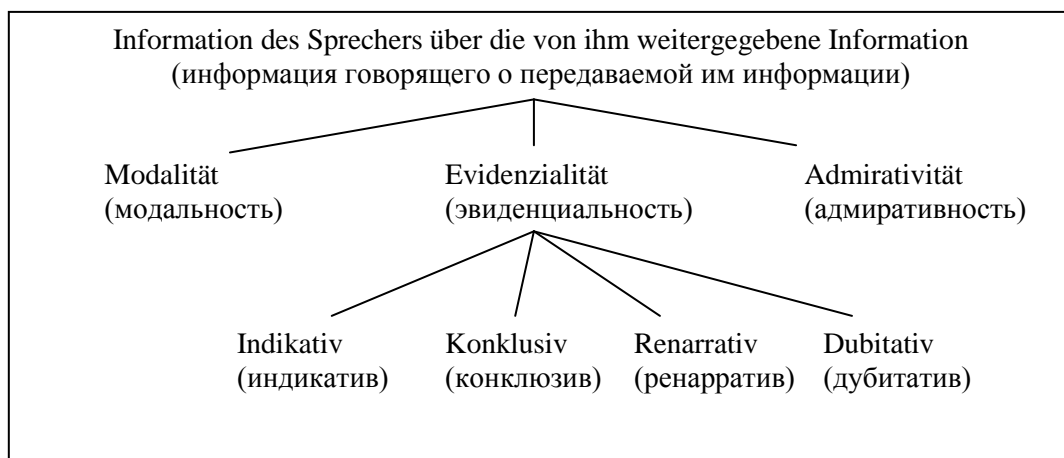 Information des Sprechers über die von ihm weitergegebene Information
(информация говорящего о передаваемой им информации)
Modalität
(модальность)
Evidenzialität
(эвиденциальность)
Admirativität
(адмиративность)
Indikativ
(индикатив)
Konklusiv
(конклюзив)
Renarrativ
(ренарратив)
Dubitativ
(дубитатив)